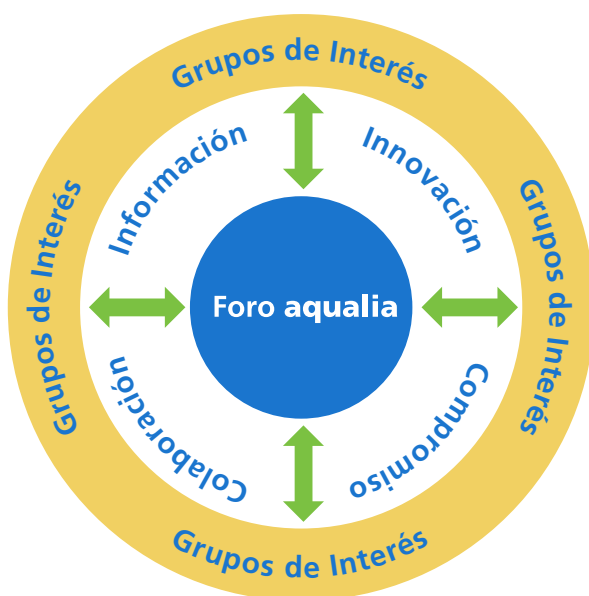 Grupos de Interés
Información
Innovación
Grupos de Interés
Foro aqualia
Grupos de Interés
Colaboración
Compromiso
Grupos de Interés